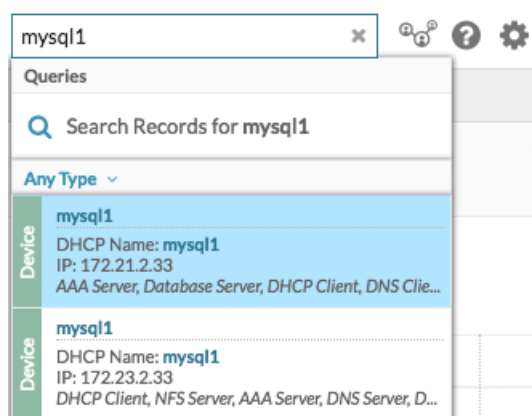 mysql1
Queries
Search Records for mysql1
Any Type
Device
mysql1
DHCP Name: mysql1
IP: 172.21.2.33
AAA Server, Database Server, DHCP Client, DNS Clie...
Device
mysql1
DHCP Name: mysql1
IP: 172.23.2.33
DHCP Client, NFS Server, AAA Server, DNS Server, D...